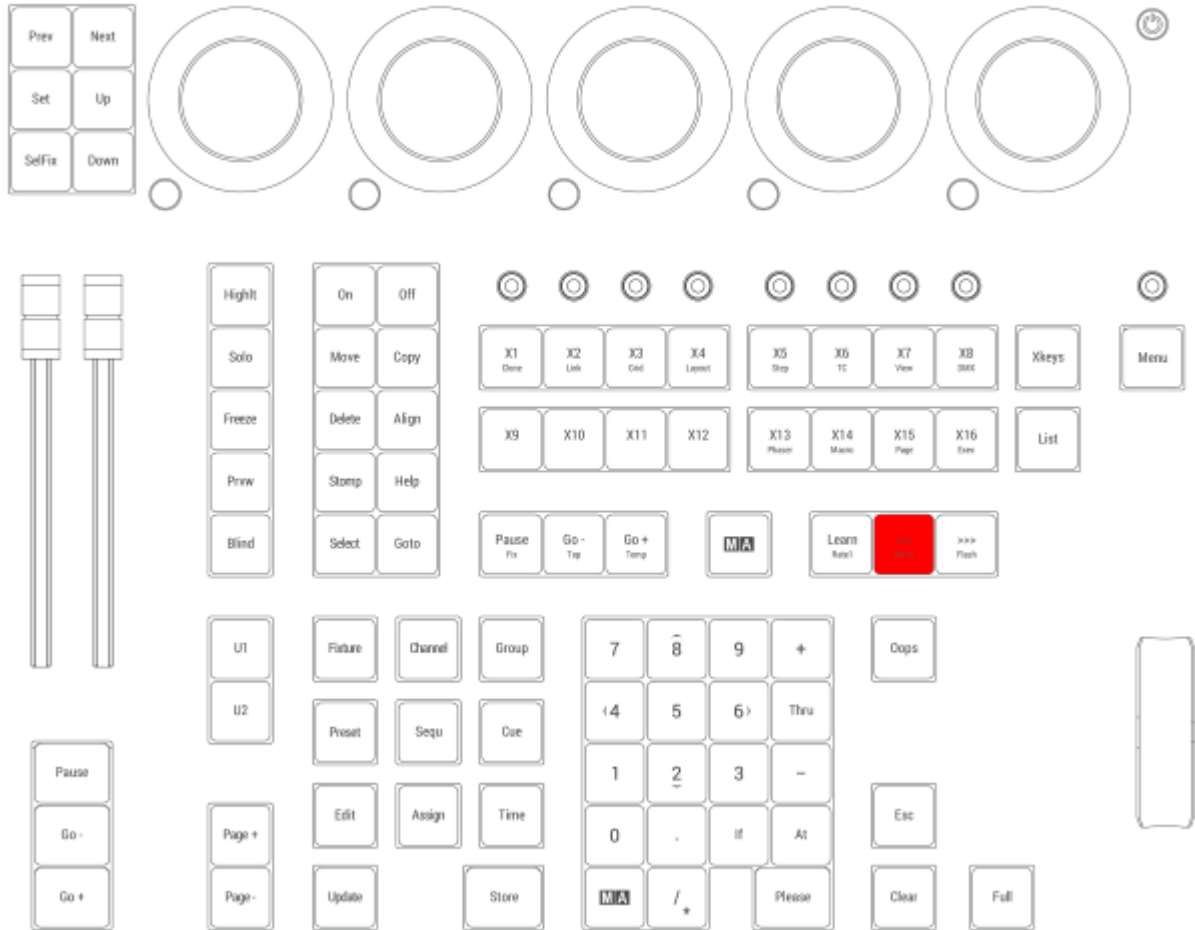 Prev Next
Set Up
SelFix Down
Highlt On Off
Solo Move Copy X1 X2 X3 X4 X5 X6 X7 X8 Xkeys Menu
Clone Link Grid Layout Step TC View DMX
Freeze Delete Align X9 X10 X11 X12 X13 X14 X15 X16 List
Phaser Macro Page Exec
Prvw Stomp Help
Blind Select Goto Pause Go - Go + MA Learn <<< >>>
Fix Top Temp Rate1 Flash
U1 Fixture Channel Group 7 8 9 + Oops
U2 ‹4 5 6› Thru
Preset Sequ Cue
Pause 1 2 3 -
Edit Assign Time Esc
Go - Page + 0 . If At
Go + Page - Update Store MA / * Please Clear Full